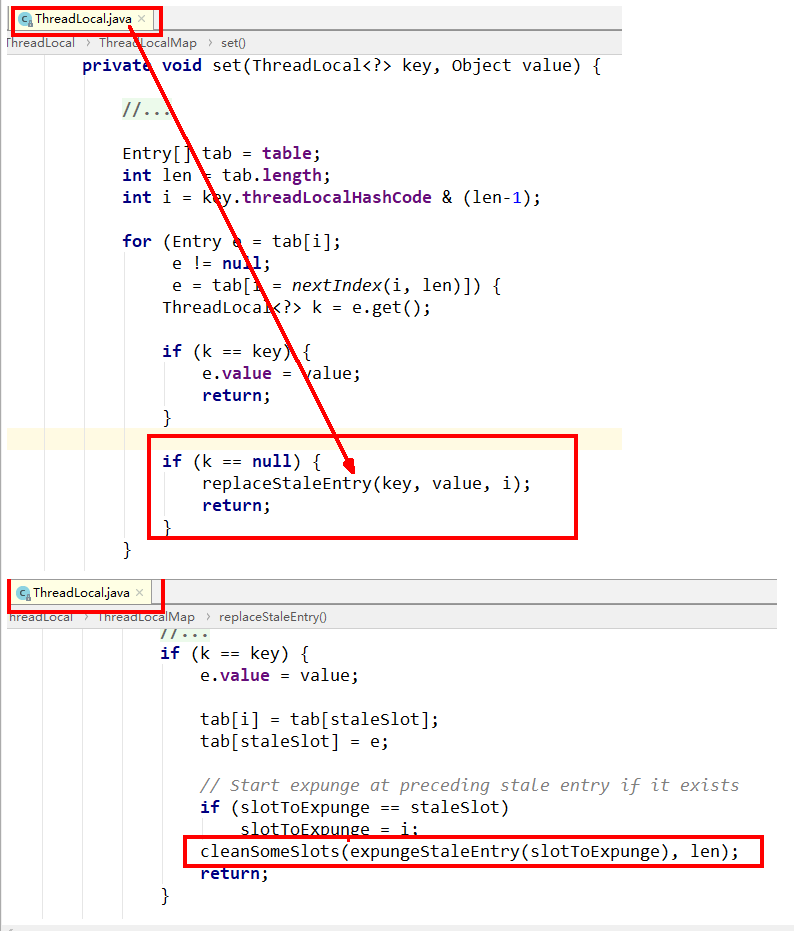 ThreadLocal.java ×
ThreadLocal › ThreadLocalMap › set()
private void set(ThreadLocal<?> key, Object value) {
//...
Entry[] tab = table;
int len = tab.length;
int i = key.threadLocalHashCode & (len-1);
for (Entry e = tab[i];
e != null;
e = tab[i = nextIndex(i, len)]) {
ThreadLocal<?> k = e.get();
if (k == key) {
e.value = value;
return;
}
if (k == null) {
replaceStaleEntry(key, value, i);
return;
}
}
ThreadLocal.java ×
hreadLocal › ThreadLocalMap › replaceStaleEntry()
//...
if (k == key) {
e.value = value;
tab[i] = tab[staleSlot];
tab[staleSlot] = e;
// Start expunge at preceding stale entry if it exists
if (slotToExpunge == staleSlot)
slotToExpunge = i;
cleanSomeSlots(expungeStaleEntry(slotToExpunge), len);
return;
}